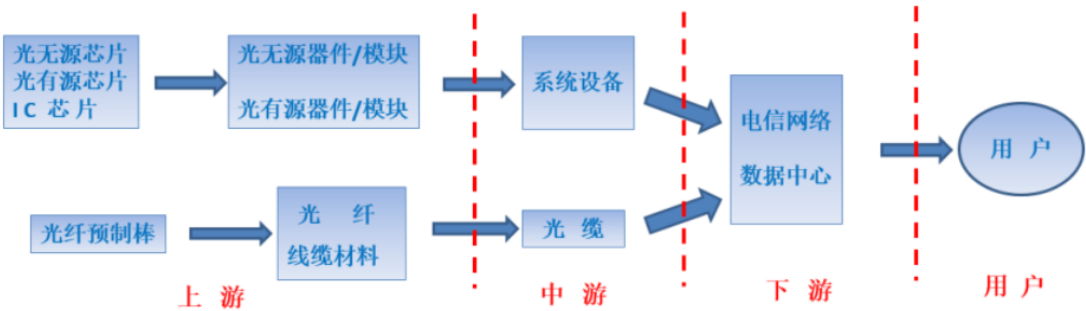 光无源芯片
光有源芯片
IC 芯片
光无源器件/模块
光有源器件/模块
系统设备
电信网络
数据中心
用 户
光纤预制棒
光 纤
线缆材料
光 缆
上 游
中 游
下 游
用 户